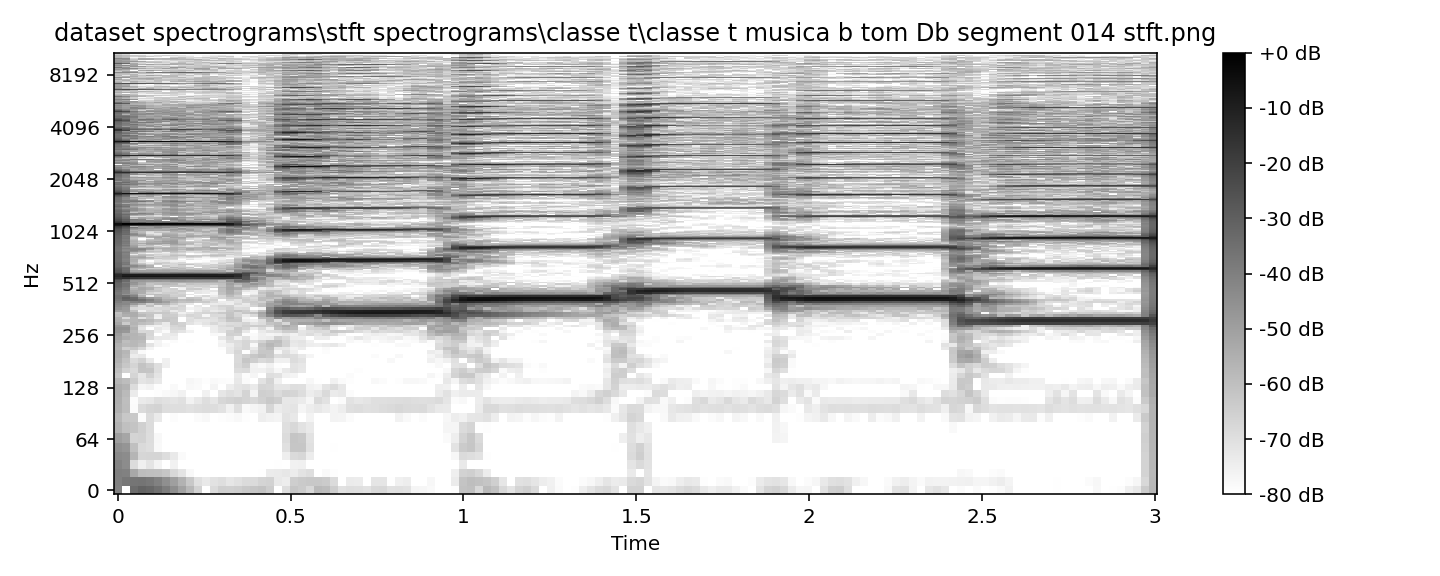 dataset spectrograms\stft spectrograms\classe t\classe t musica b tom Db segment 014 stft.png
8192
4096
2048
1024
512
256
128
64
0
Hz
0
0.5
1
1.5
2
2.5
3
Time
+0 dB
-10 dB
-20 dB
-30 dB
-40 dB
-50 dB
-60 dB
-70 dB
-80 dB